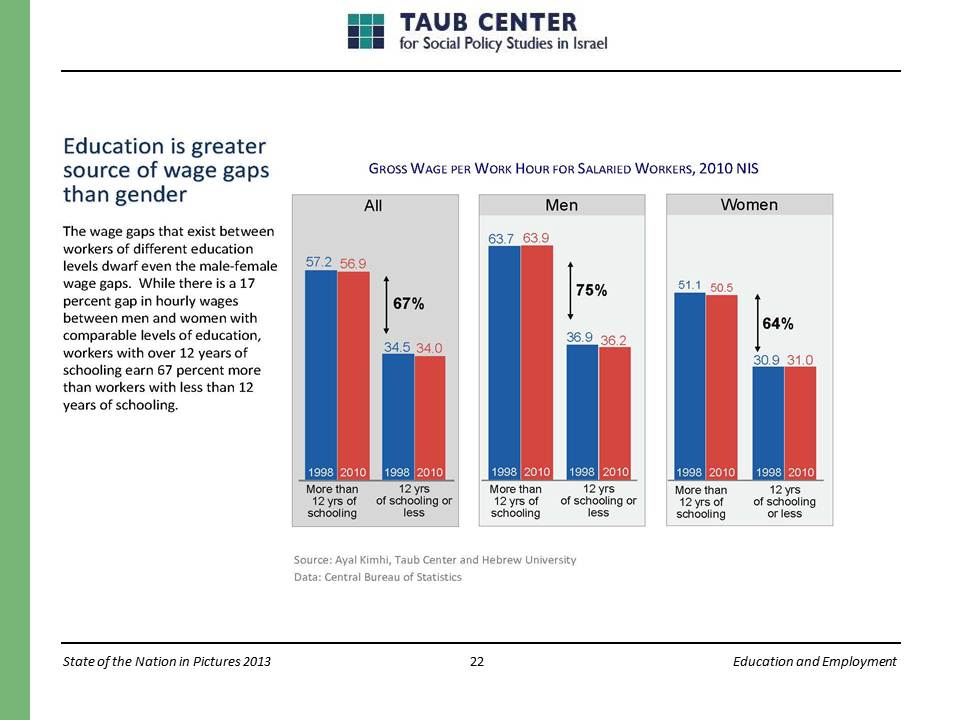 TAUB CENTER
for Social Policy Studies in Israel
Education is greater
source of wage gaps
than gender
The wage gaps that exist between
workers of different education
levels dwarf even the male-female
wage gaps. While there is a 17
percent gap in hourly wages
between men and women with
comparable levels of education,
workers with over 12 years of
schooling earn 67 percent more
than workers with less than 12
years of schooling.
GROSS WAGE PER WORK HOUR FOR SALARIED WORKERS, 2010 NIS
All
57.2 56.9
67%
34.5 34.0
1998 2010 1998 2010
More than 12 yrs
12 yrs of of schooling or
schooling less
Men
63.7 63.9
75%
36.9 36.2
1998 2010 1998 2010
More than 12 yrs
12 yrs of of schooling or
schooling less
Women
51.1 50.5
64%
30.9 31.0
1998 2010 1998 2010
More than 12 yrs
12 yrs of of schooling
schooling or less
Source: Ayal Kimhi, Taub Center and Hebrew University
Data: Central Bureau of Statistics
State of the Nation in Pictures 2013 22 Education and Employment